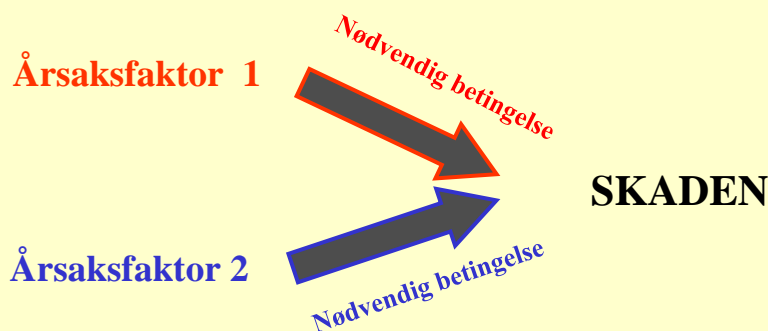 Nødvendig betingelse
Årsaksfaktor 1
SKADEN
Årsaksfaktor 2
Nødvendig betingelse